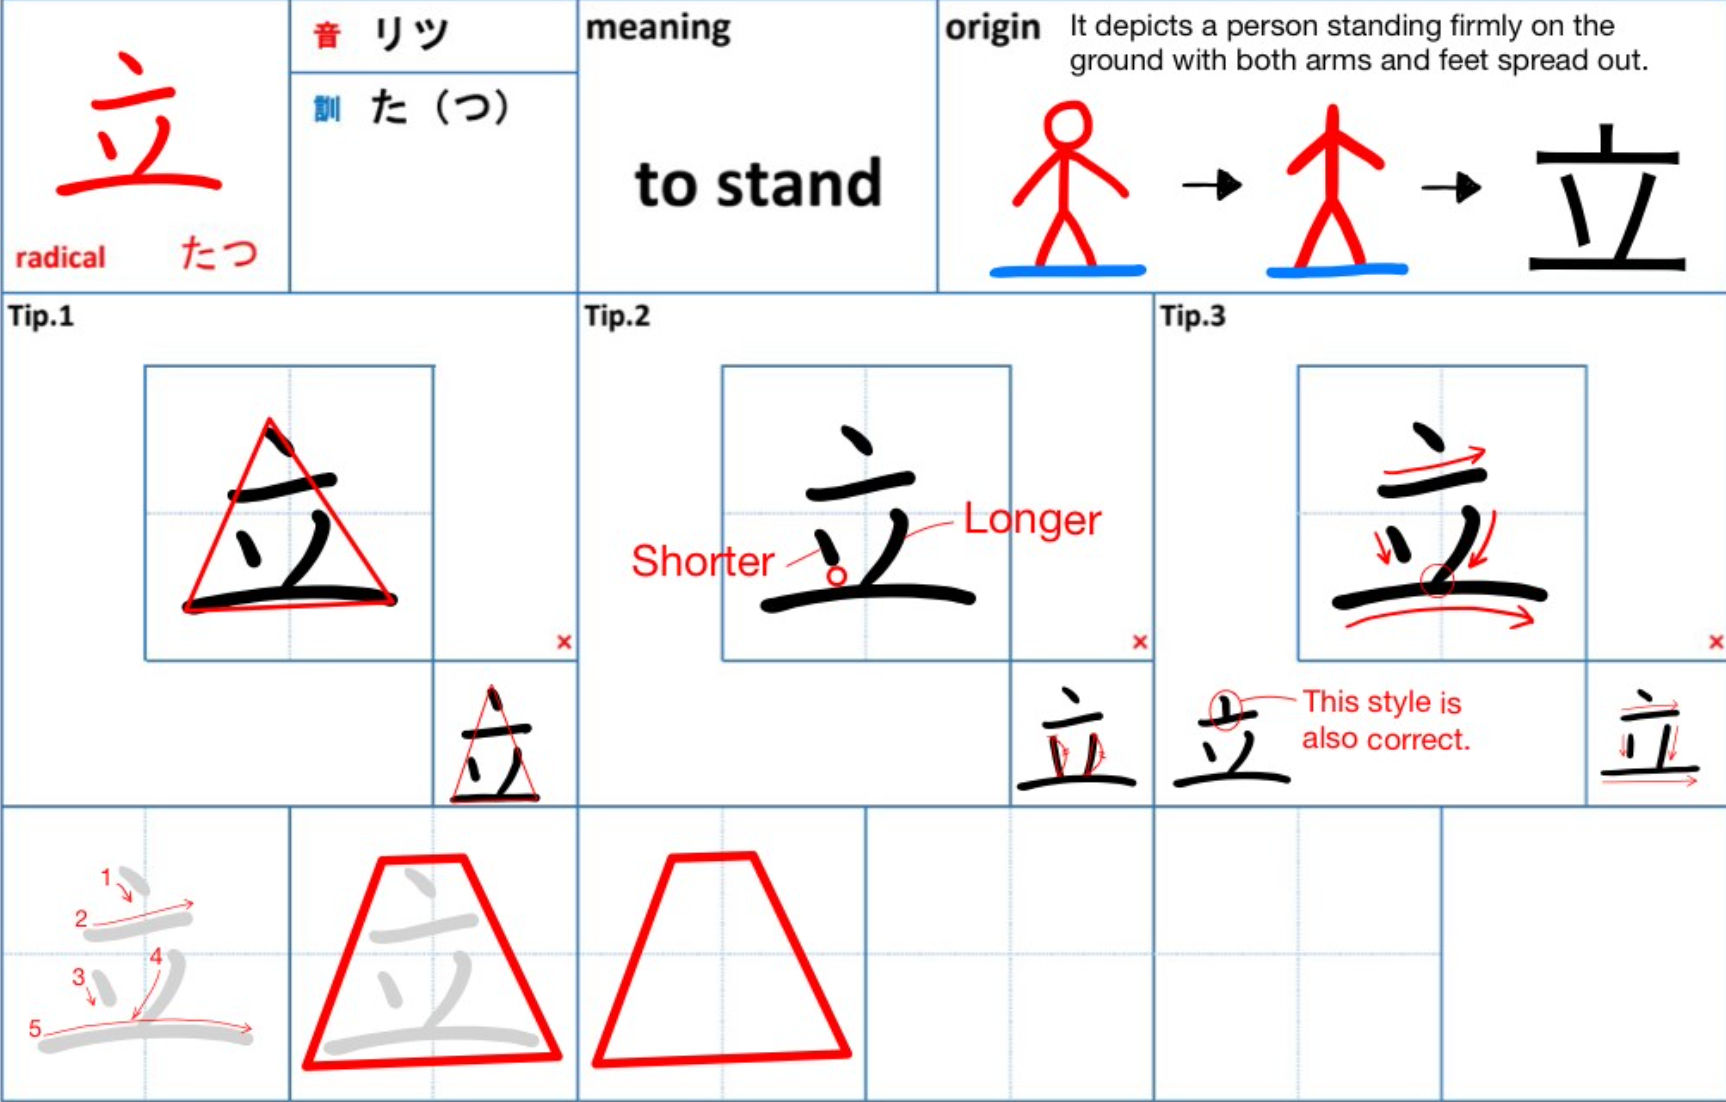 立
radical たつ
音 リツ
訓 た（つ）
meaning
to stand
origin It depicts a person standing firmly on the
ground with both arms and feet spread out.
立
Tip.1
立
×
立
Tip.2
立
Shorter
Longer
×
立
Tip.3
立
×
立
This style is
also correct.
立
1
2
3
4
5
立
立